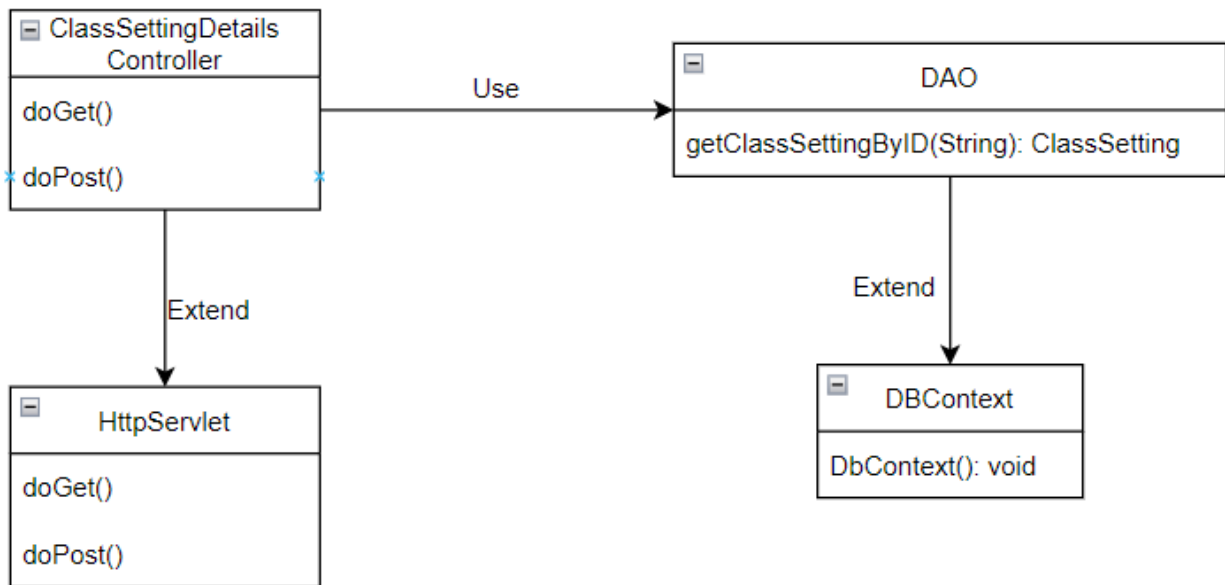 ClassSettingDetails
Controller
doGet()
doPost()
Use
DAO
getClassSettingByID(String): ClassSetting
Extend
Extend
HttpServlet
doGet()
doPost()
DBContext
DbContext(): void